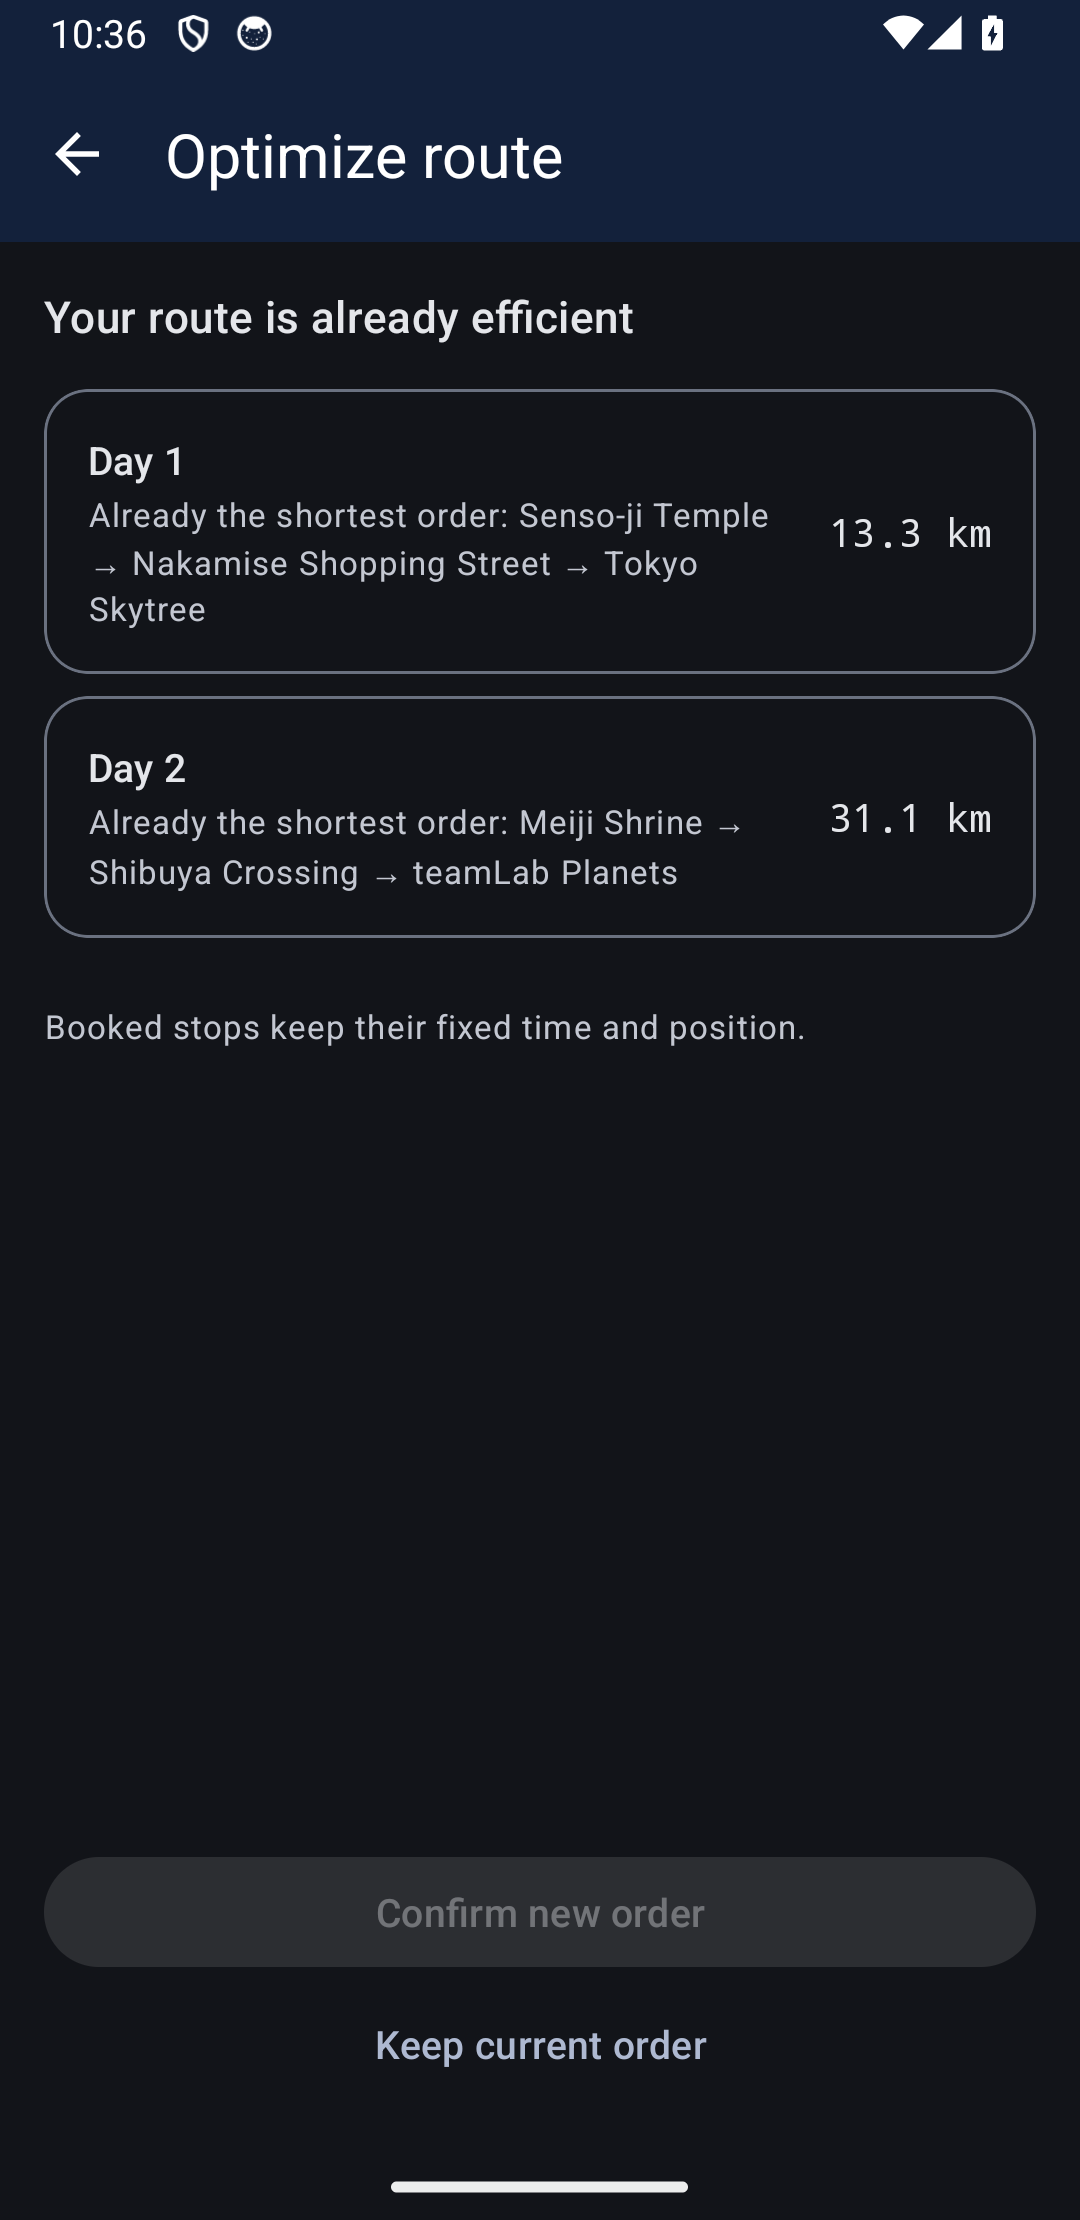 10:36
Optimize route
Your route is already efficient
Day 1
Already the shortest order: Senso-ji Temple
→ Nakamise Shopping Street → Tokyo
Skytree
13.3 km
Day 2
Already the shortest order: Meiji Shrine →
Shibuya Crossing → teamLab Planets
31.1 km
Booked stops keep their fixed time and position.
Confirm new order
Keep current order